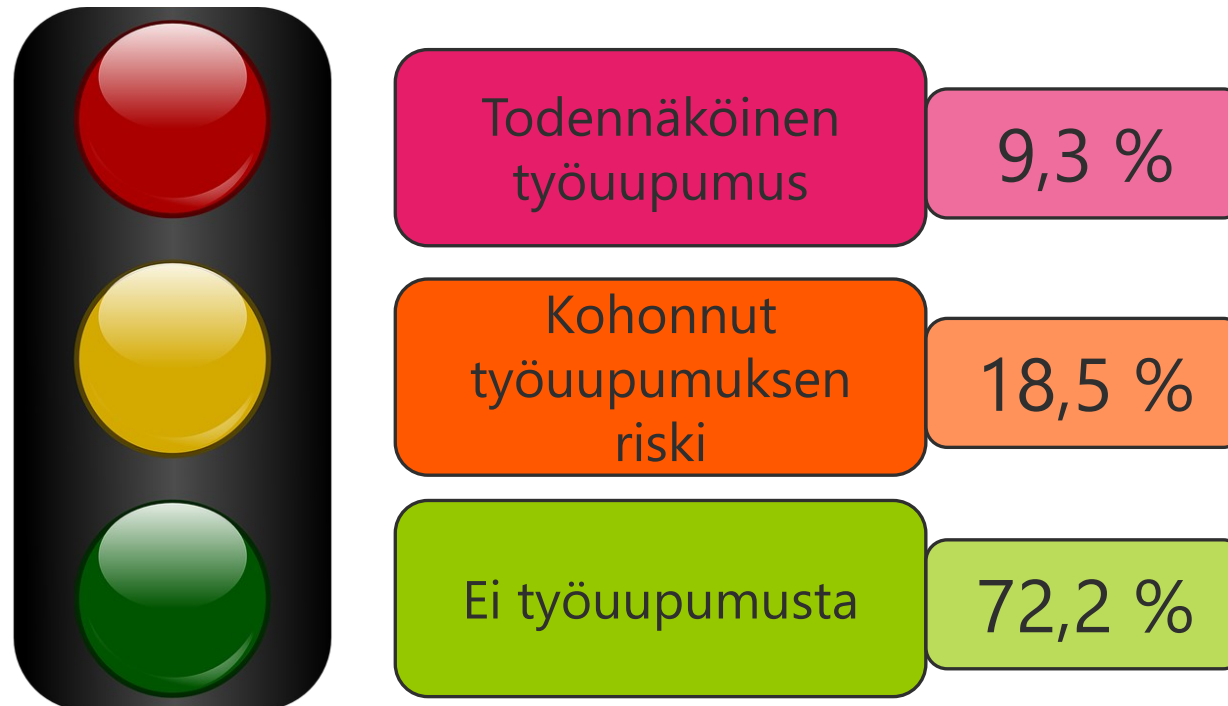 Todennäköinen
työuupumus
9,3 %
Kohonnut
työuupumuksen
riski
18,5 %
Ei työuupumusta
72,2 %